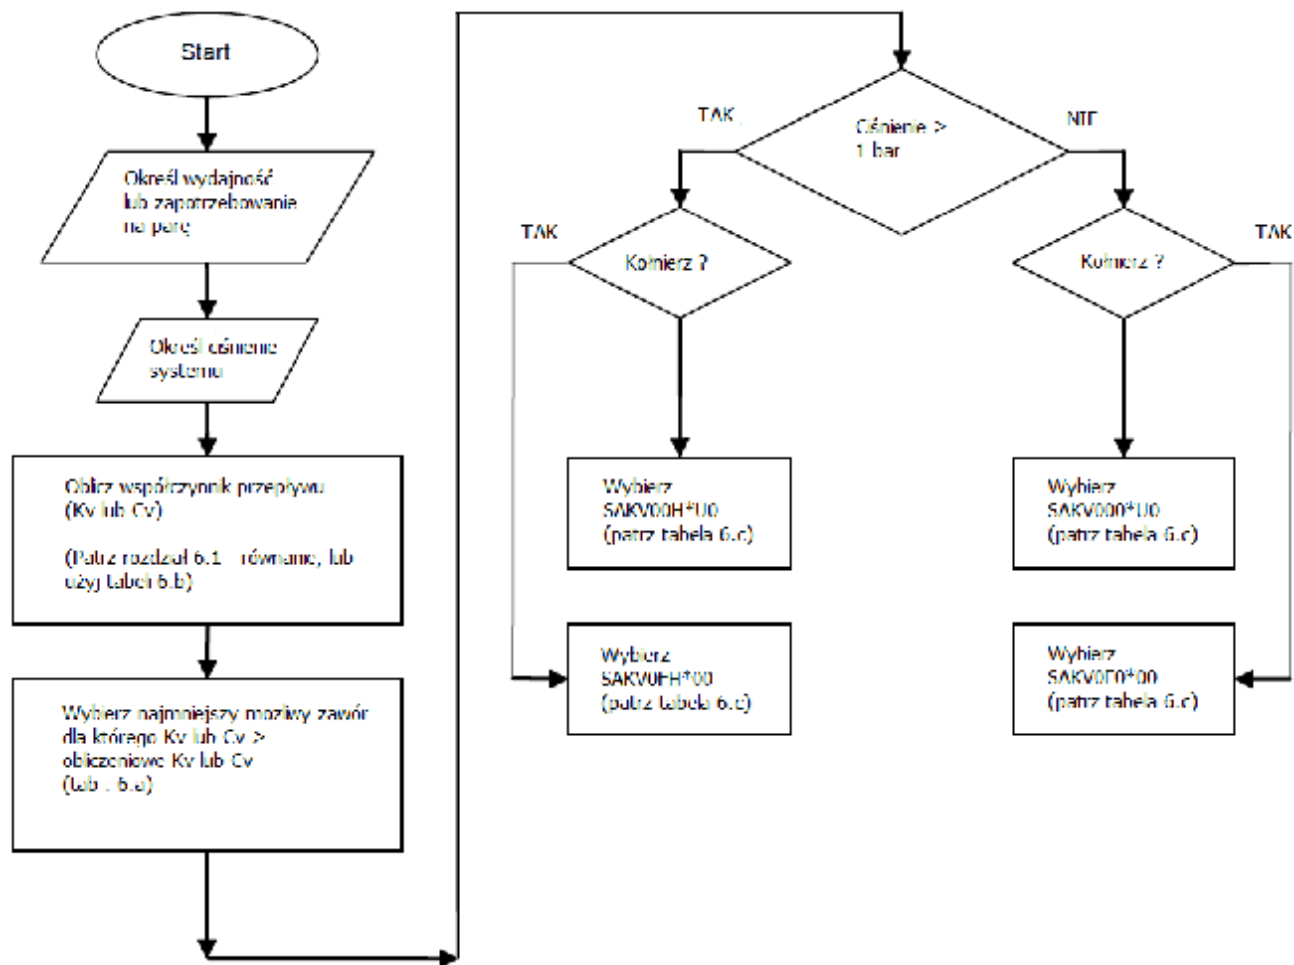 Start
Określ wydajność
lub zapotrzebowanie
na parę
Określ ciśnienie
systemu
Oblicz współczynnik przepływu
(Kv lub Cv)
(Patrz rozdział 6.1 równanie, lub
użyj tabeli 6.b)
Wybierz najmniejszy możliwy zawór
dla którego Kv lub Cv >
obliczeniowe Kv lub Cv
(tab . 6.a)
Ciśnienie >
1 bar
TAK
NIE
TAK
Kołnierz ?
Kołnierz ?
TAK
Wybierz
SAKV00H*U0
(patrz tabela 6.c)
Wybierz
SAKV000*U0
(patrz tabela 6.c)
Wybierz
SAKV0FH*00
(patrz tabela 6.c)
Wybierz
SAKV0F0*00
(patrz tabela 6.c)